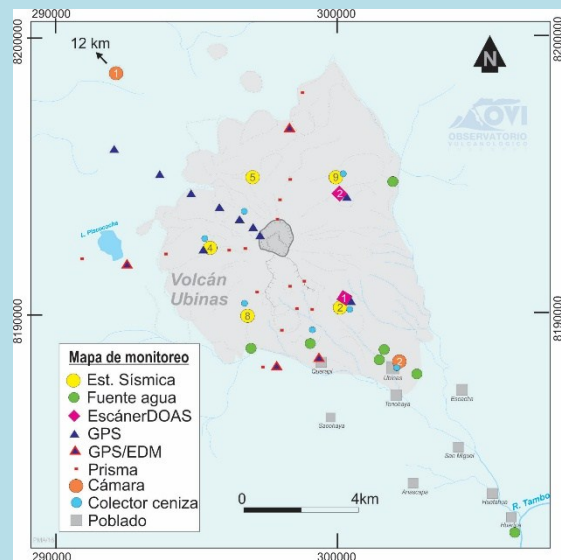 290000
300000
8200000
8200000
12 km
1
N
OVI
OBSERVATORIO
VULCANOLÓGICO
5
9
2
L. Piscococha
4
Volcán
Ubinas
1
2
8
8190000
8190000
Querapi
2
Ubinas
Tonohaya
Escacha
Sacohaya
San Miguel
Anascapa
Huatahua
R. Tambo
Huarina
Mapa de monitoreo
Est. Sísmica
Fuente agua
EscánerDOAS
GPS
GPS/EDM
Prisma
Cámara
Colector ceniza
Poblado
0
4km
290000
300000